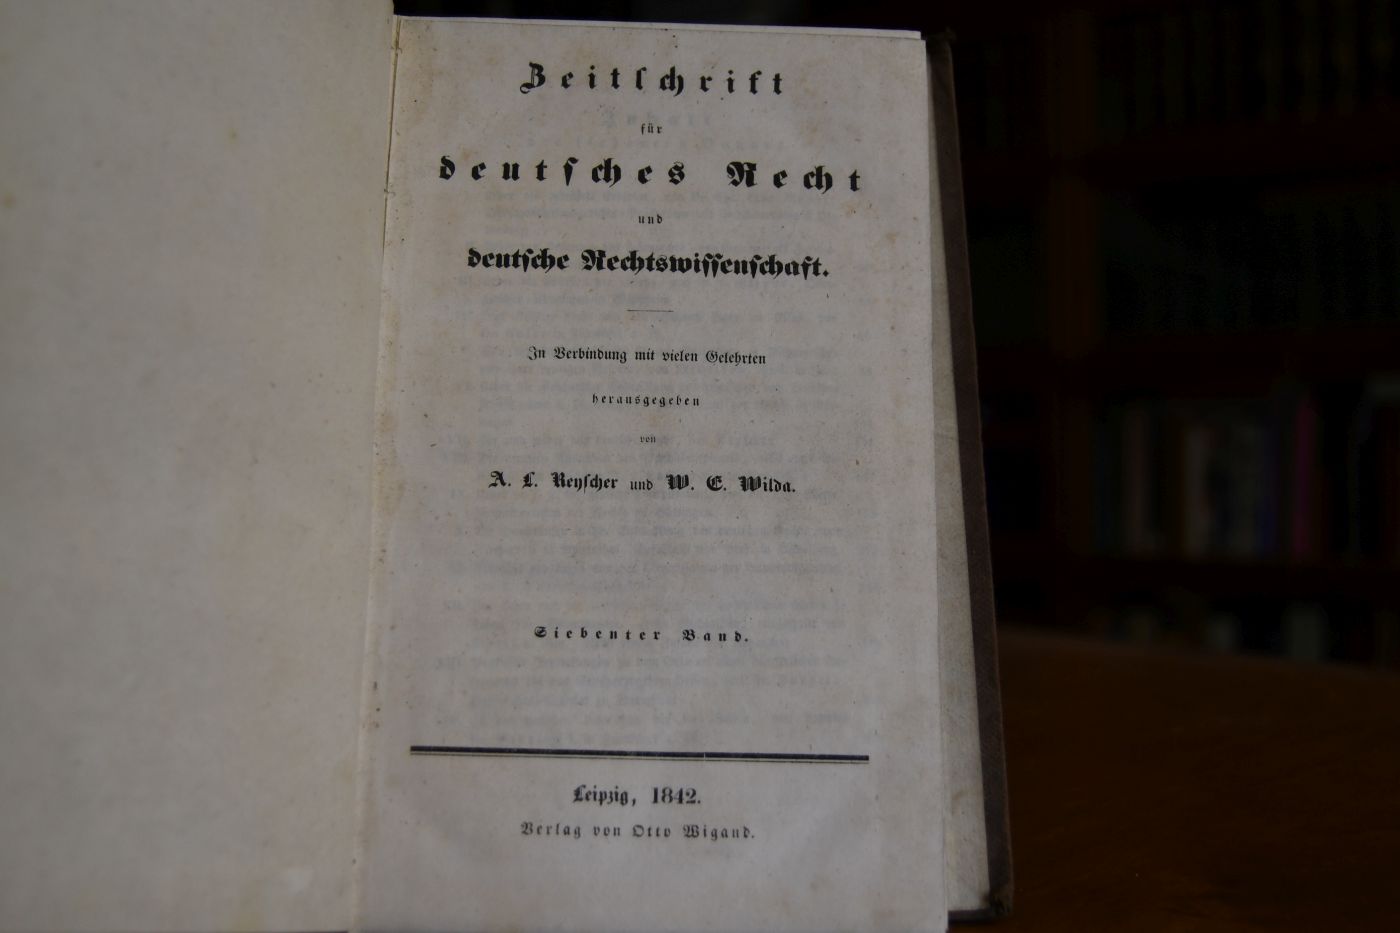 Zeitſchrift
für
deutſches Recht
und
deutſche Rechtswiſſenſchaft.
In Verbindung mit vielen Gelehrten
herausgegeben
von
A. L. Reyſcher und W. E. Wilda.
Siebenter Band.
Leipzig, 1842.
Verlag von Otto Wigand.